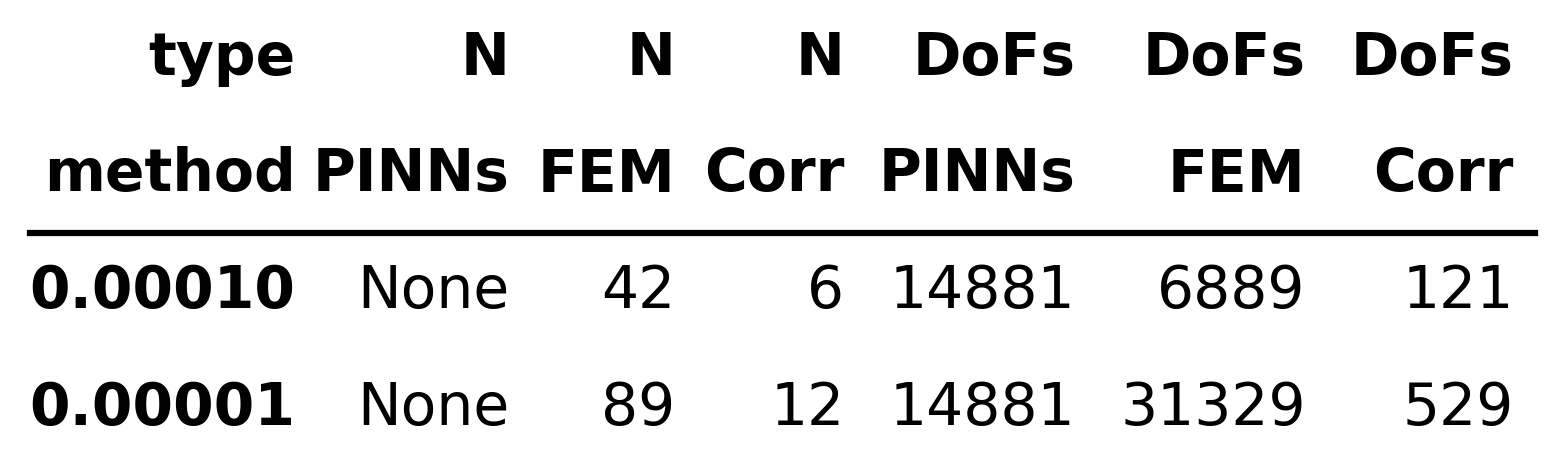 type N N N DoFs DoFs DoFs
method PINNs FEM Corr PINNs FEM Corr
0.00010 None 42 6 14881 6889 121
0.00001 None 89 12 14881 31329 529